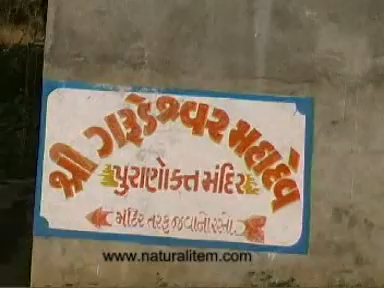 શ્રી ગરૂડેશ્વર મહાદેવ
પુરાણોક્ત મંદિર
મંદિર તરફ જવાનો રસ્તો
www.naturalitem.com